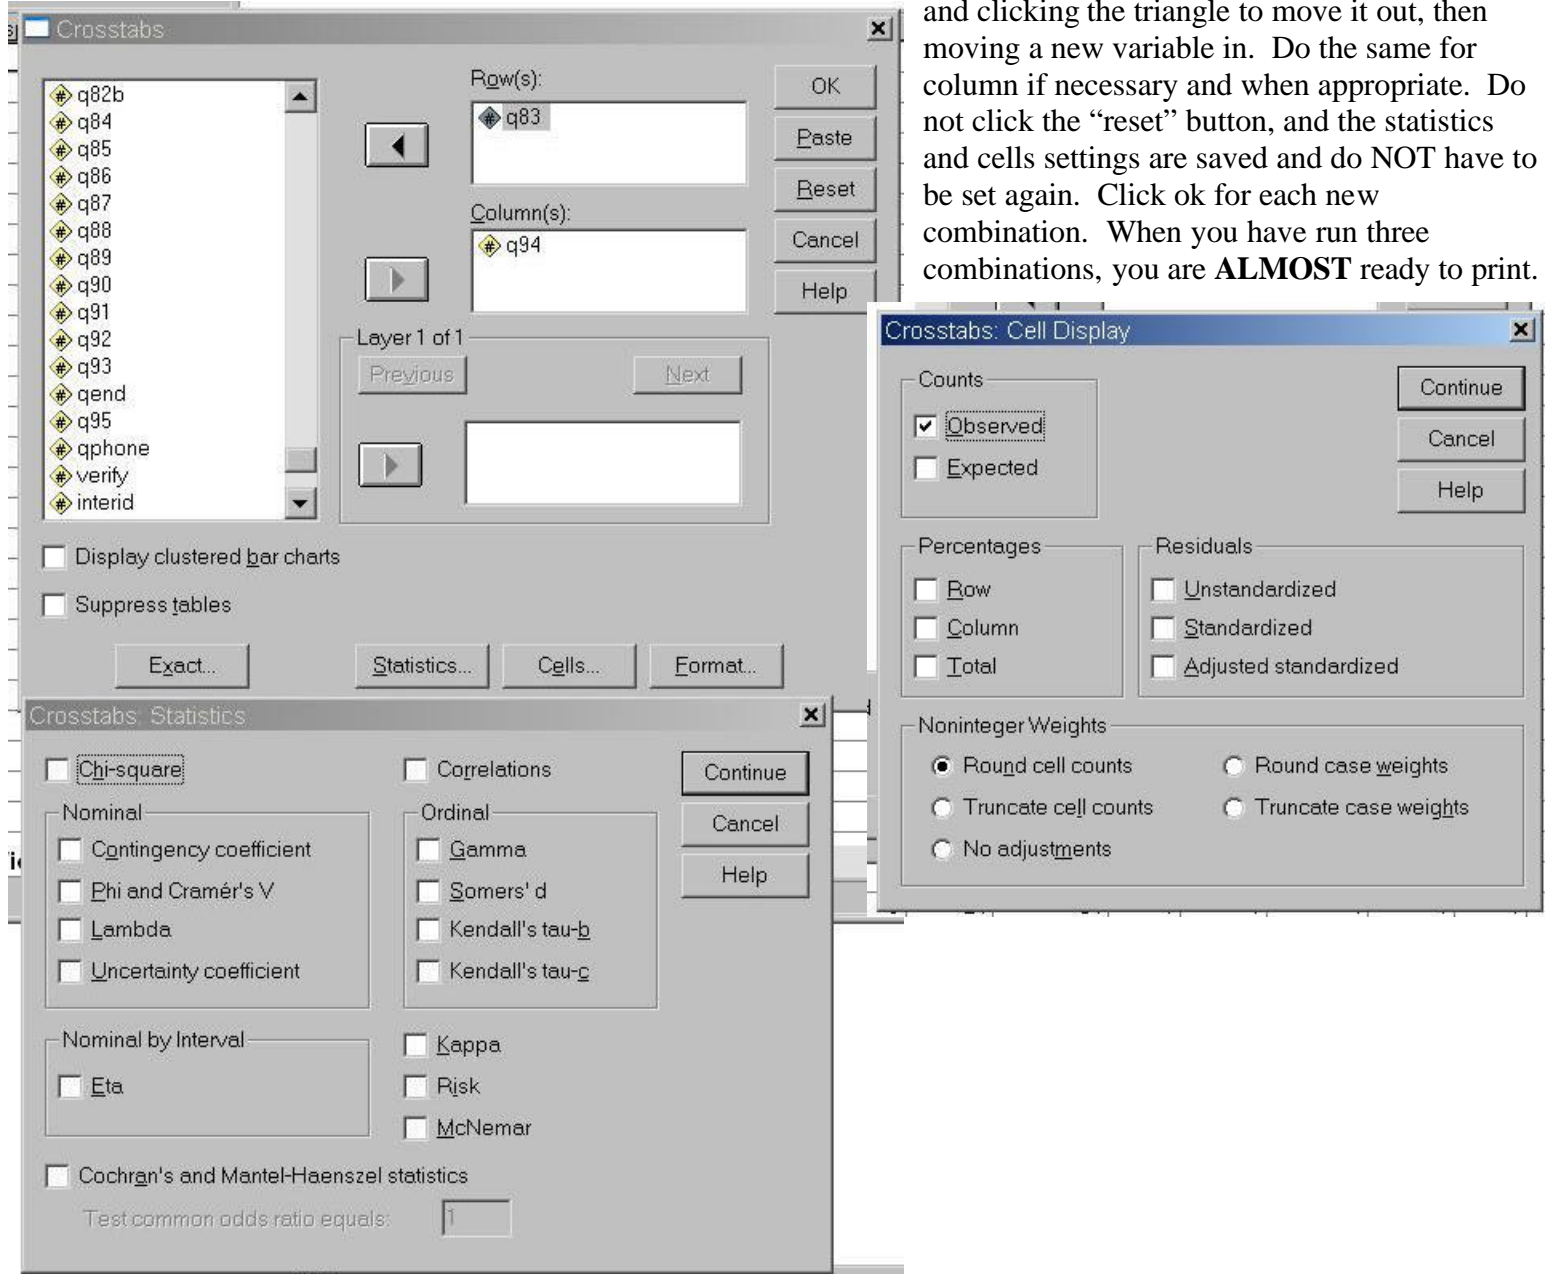 and clicking the triangle to move it out, then
moving a new variable in. Do the same for
column if necessary and when appropriate. Do
not click the “reset” button, and the statistics
and cells settings are saved and do NOT have to
be set again. Click ok for each new
combination. When you have run three
combinations, you are ALMOST ready to print.
Crosstabs
q82b
q84
q85
q86
q87
q88
q89
q90
q91
q92
q93
qend
q95
qphone
verify
interid
Row(s):
q83
Column(s):
q94
OK
Paste
Reset
Cancel
Help
Layer 1 of 1
Previous
Next
Display clustered bar charts
Suppress tables
Exact...
Statistics...
Cells...
Format...
Crosstabs: Cell Display
Counts
Observed
Expected
Continue
Cancel
Help
Percentages
Row
Column
Total
Residuals
Unstandardized
Standardized
Adjusted standardized
Noninteger Weights
Round cell counts
Round case weights
Truncate cell counts
Truncate case weights
No adjustments
Crosstabs: Statistics
Chi-square
Correlations
Continue
Cancel
Help
Nominal
Contingency coefficient
Phi and Cramér's V
Lambda
Uncertainty coefficient
Ordinal
Gamma
Somers' d
Kendall's tau-b
Kendall's tau-c
Nominal by Interval
Eta
Kappa
Risk
McNemar
Cochran's and Mantel-Haenszel statistics
Test common odds ratio equals:
1